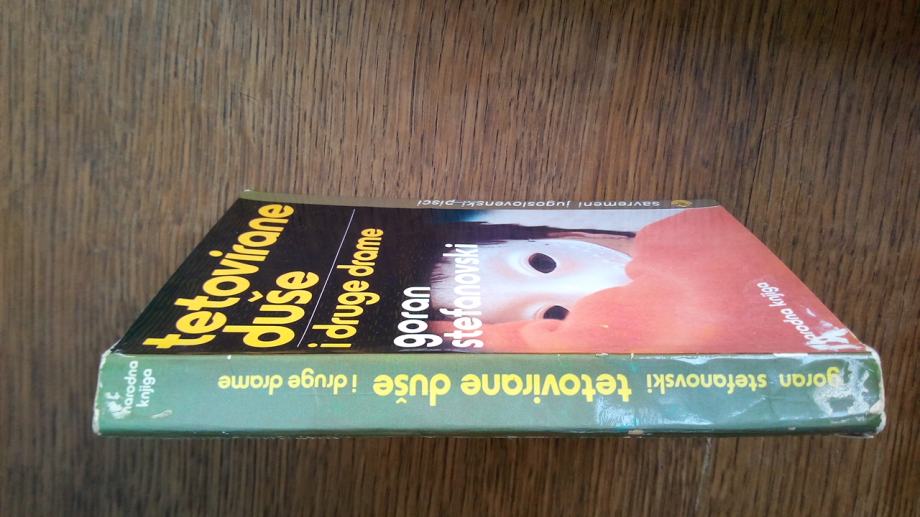 tetovirane
duše
i druge drame
goran
stefanovski
savremeni jugoslovenski pisci
narodna knjiga
goran stefanovski tetovirane duše i druge drame
narodna
knjiga